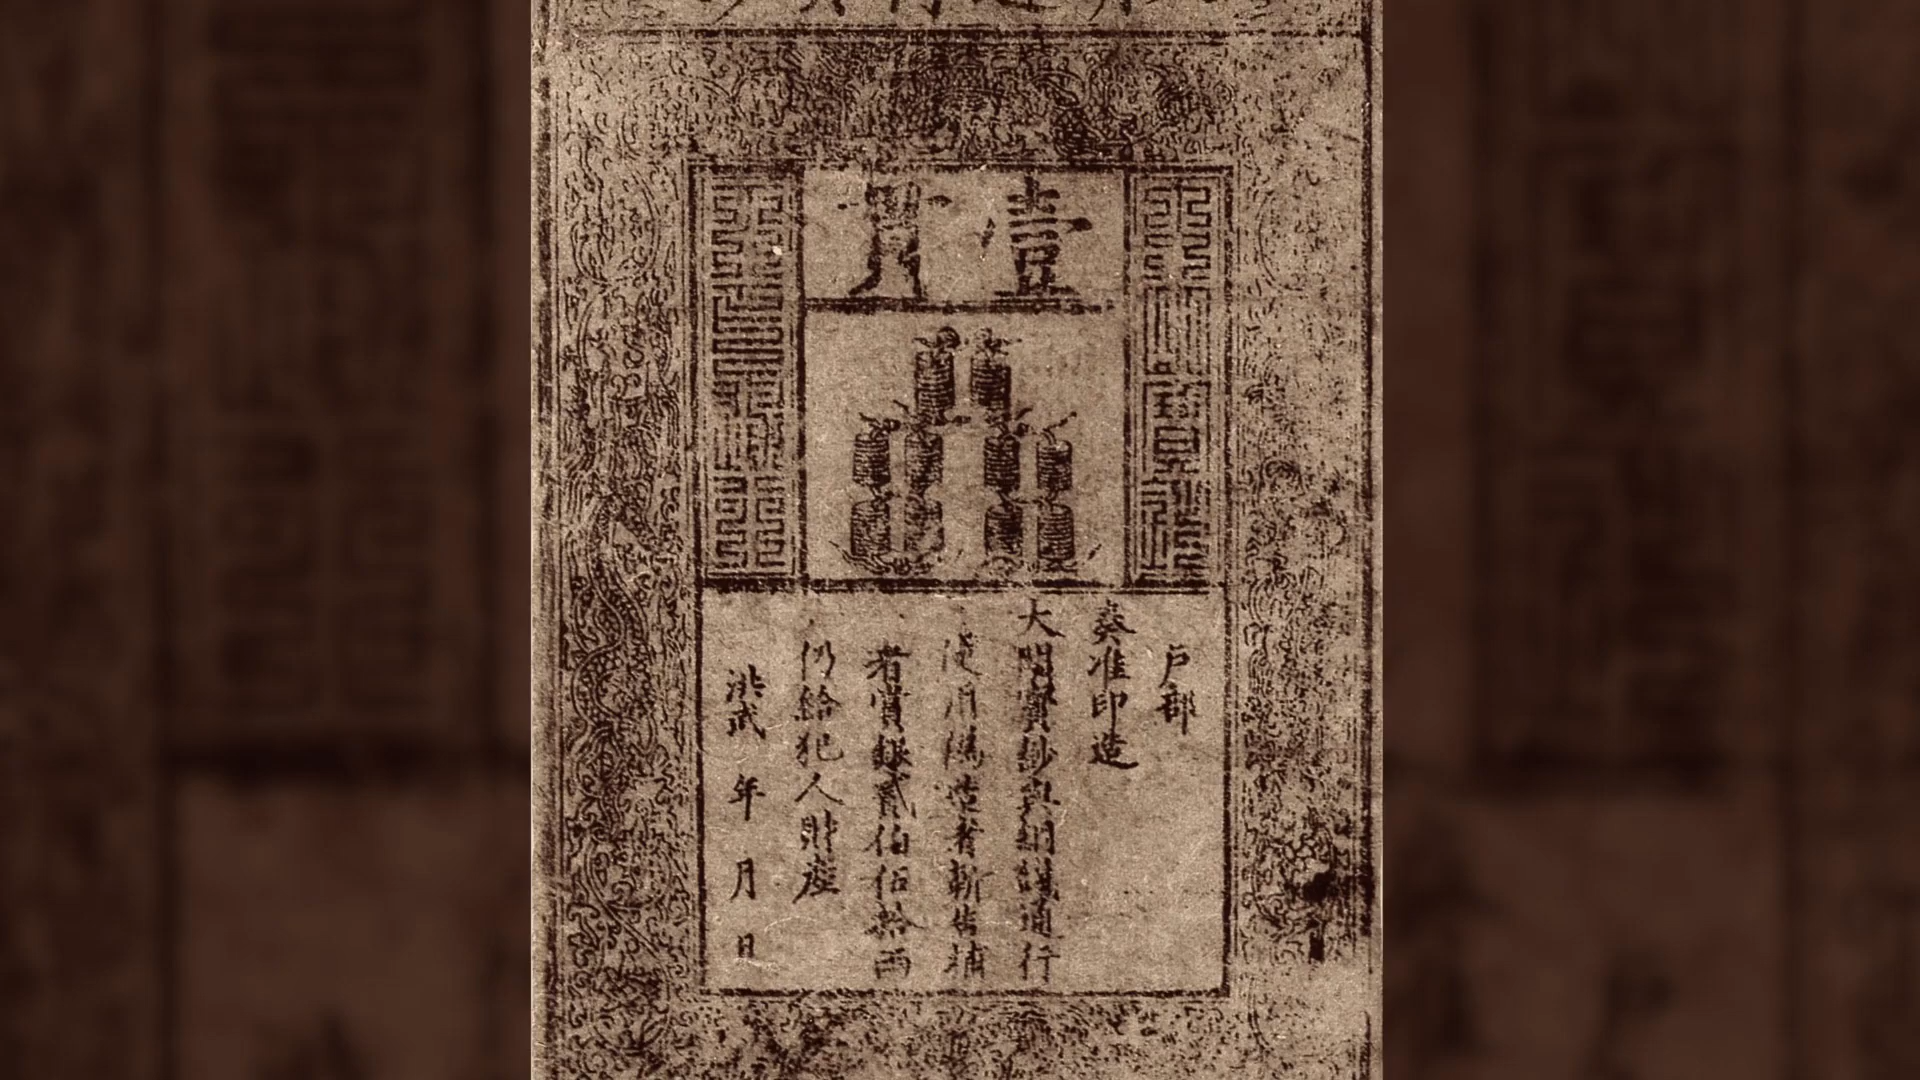 壹貫
戶部
奏准印造
大明寶鈔與銅錢通行
使用偽造者斬告捕
者賞銀貳伯伍拾兩
仍給犯人財產
洪武 年 月 日